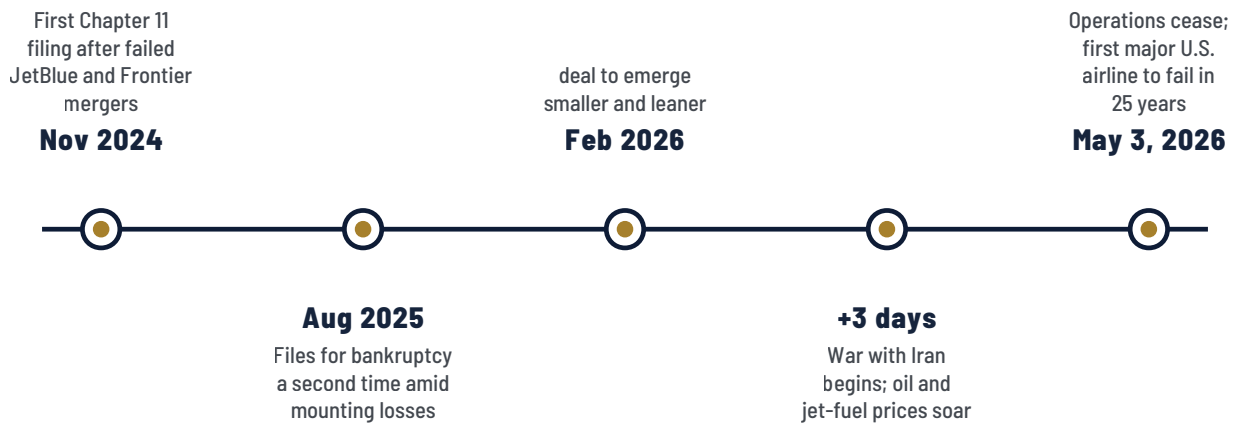 First Chapter 11
filing after failed
JetBlue and Frontier
mergers
Nov 2024
Aug 2025
Files for bankruptcy
a second time amid
mounting losses
deal to emerge
smaller and leaner
Feb 2026
+3 days
War with Iran
begins; oil and
jet-fuel prices soar
Operations cease;
first major U.S.
airline to fail in
25 years
May 3, 2026